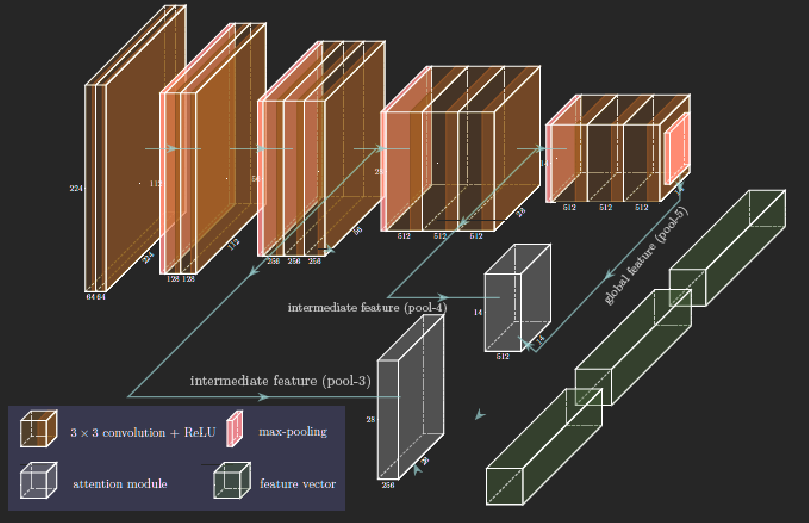 224
224
64 64
112
112
128 128
56
56
256 256 256
28
28
512 512 512
14
512 512 512
intermediate feature (pool-4)
global feature (pool-5)
14
14
512
intermediate feature (pool-3)
28
256
3 × 3 convolution + ReLU
max-pooling
attention module
feature vector